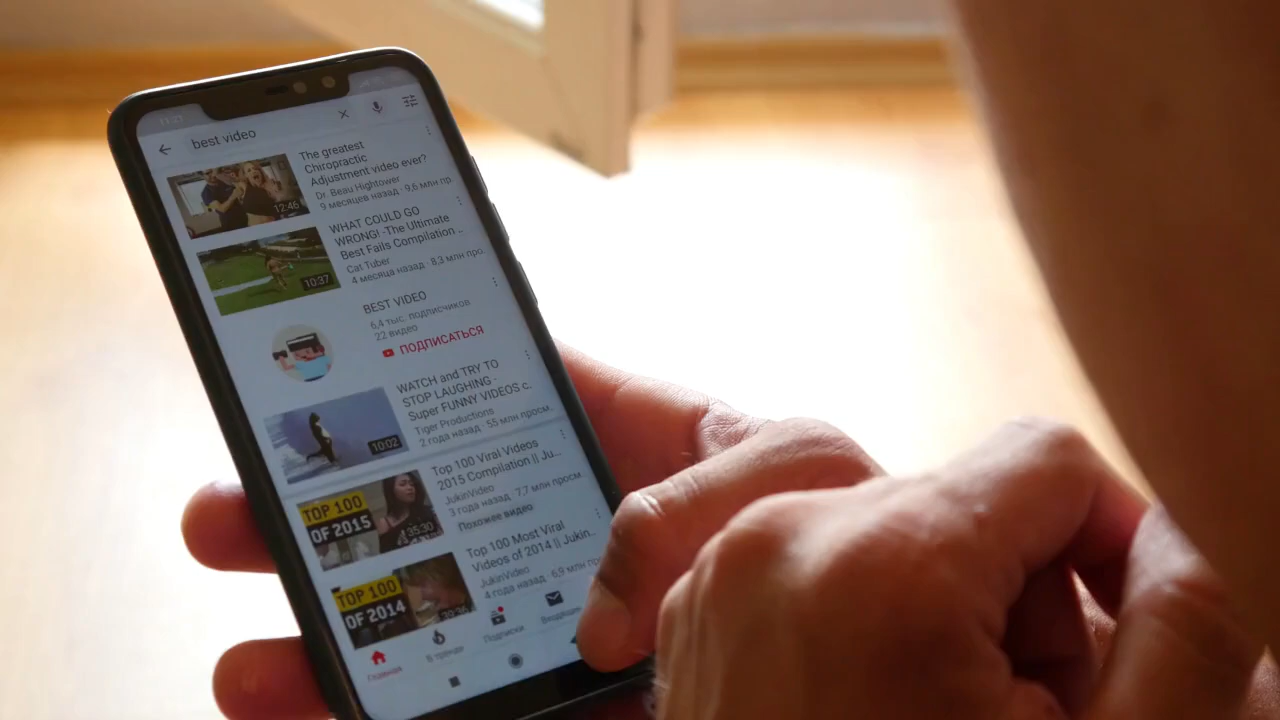 11:27
best video
The greatest
Chiropractic
Adjustment video ever?
Dr. Beau Hightower
9 месяцев назад · 9,6 млн пр..
12:46
WHAT COULD GO
WRONG! -The Ultimate
Best Fails Compilation ..
Cat Tuber
4 месяца назад · 8,3 млн про..
10:37
BEST VIDEO
6,4 тыс. подписчиков
22 видео
ПОДПИСАТЬСЯ
WATCH and TRY TO
STOP LAUGHING -
Super FUNNY VIDEOS c..
Tiger Productions
2 года назад · 55 млн просм..
10:02
Top 100 Viral Videos
2015 Compilation || Ju...
JukinVideo
3 года назад · 7,7 млн просм..
Похожее видео
TOP 100
OF 2015
35:30
Top 100 Most Viral
Videos of 2014 || Jukin..
JukinVideo
4 года назад · 6,9 млн
TOP 100
OF 2014
39:36
Главная
В тренде
Подписки
Входящие